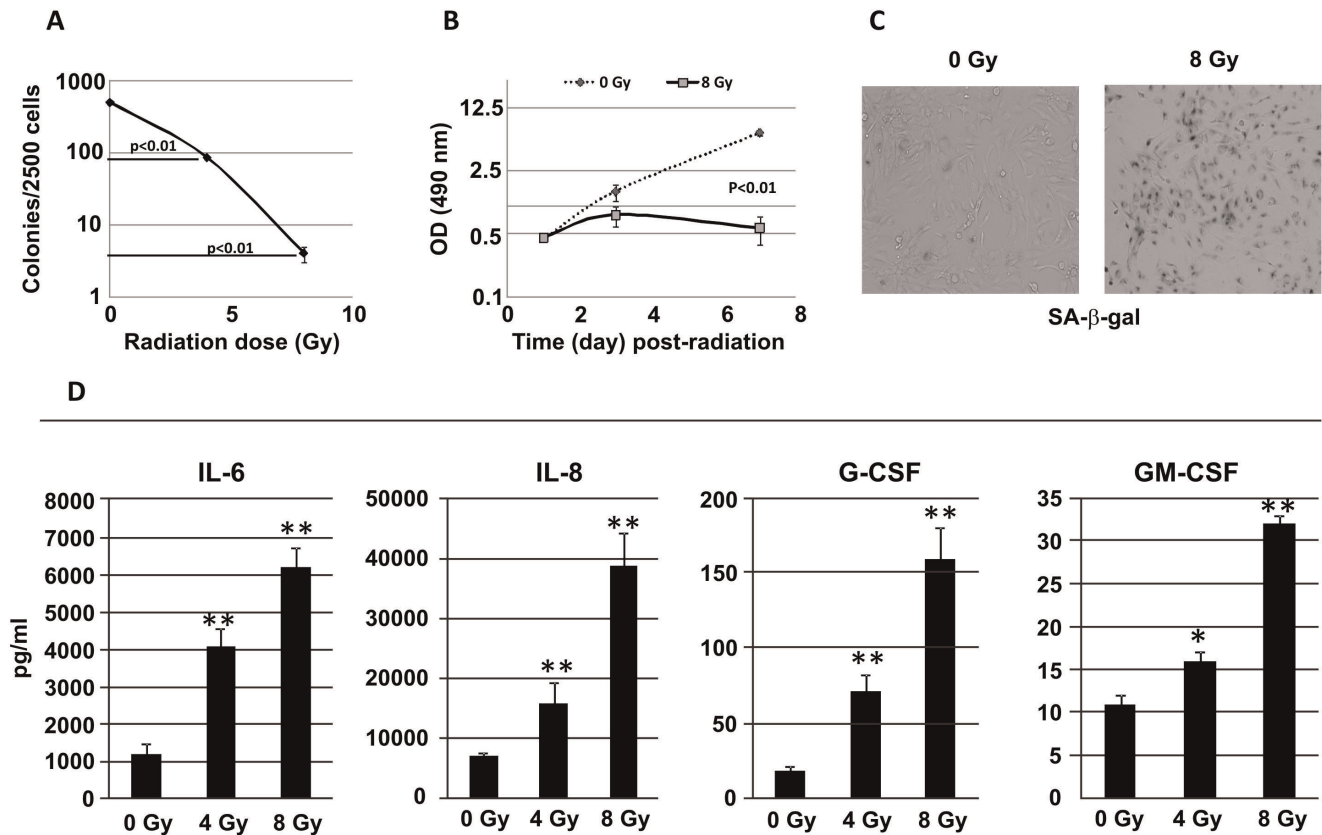 A
1000
100
10
1
p<0.01
p<0.01
0
5
10
Colonies/2500 cells
Radiation dose (Gy)
B
0 Gy
8 Gy
12.5
2.5
0.5
0.1
P<0.01
0
2
4
6
8
OD (490 nm)
Time (day) post-radiation
C
0 Gy
8 Gy
SA-β-gal
D
IL-6
8000
7000
6000
5000
4000
3000
2000
1000
0
pg/ml
**
**
0 Gy 4 Gy 8 Gy
IL-8
50000
40000
30000
20000
10000
0
**
**
0 Gy 4 Gy 8 Gy
G-CSF
200
150
100
50
0
**
**
0 Gy 4 Gy 8 Gy
GM-CSF
35
30
25
20
15
10
5
0
*
**
0 Gy 4 Gy 8 Gy